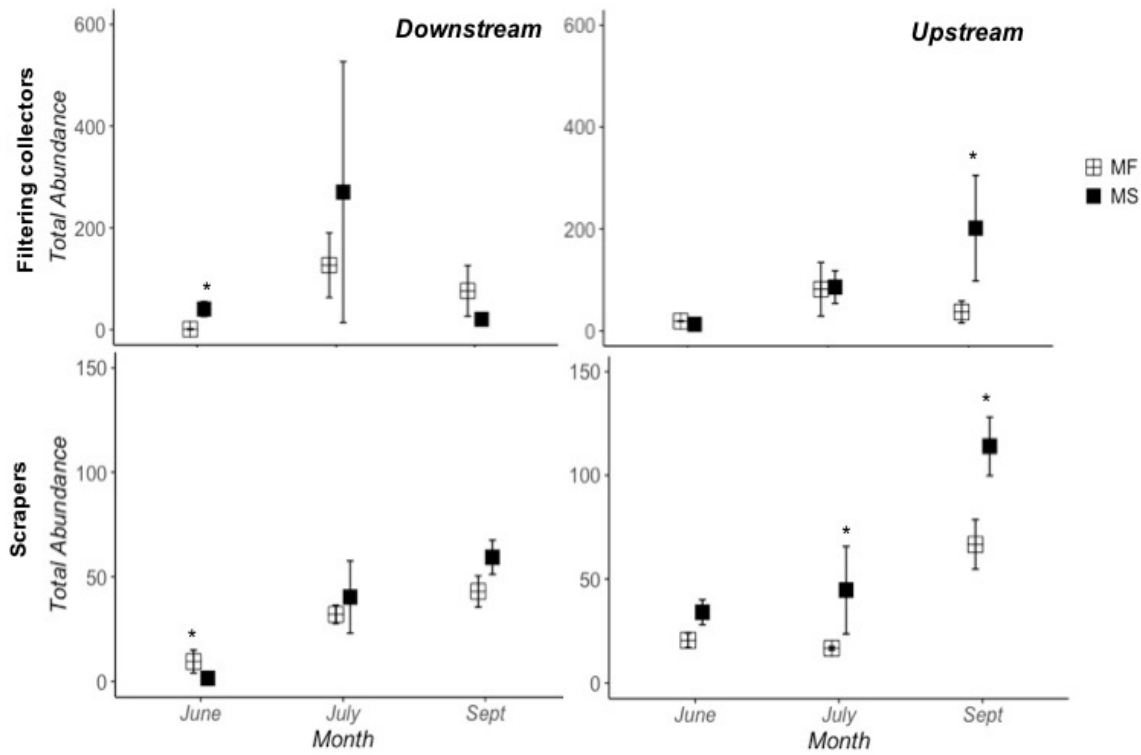 Downstream
Upstream
Filtering collectors
Total Abundance
600
400
200
0
*
600
400
200
0
*
MF
MS
Scrapers
Total Abundance
150
100
50
0
*
150
100
50
0
*
*
June July Sept
Month
June July Sept
Month